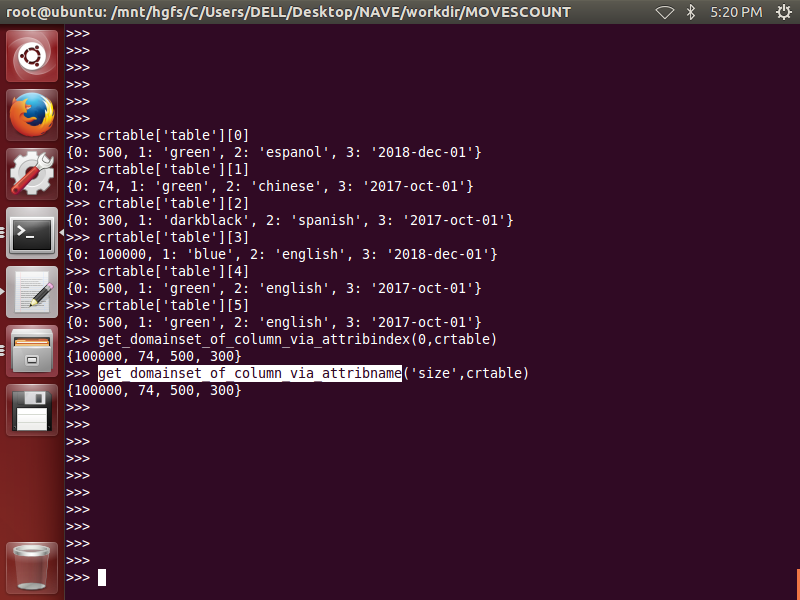 root@ubuntu: /mnt/hgfs/C/Users/DELL/Desktop/NAVE/workdir/MOVESCOUNT 5:20 PM
>>>
>>>
>>>
>>>
>>>
>>>
>>> crtable['table'][0]
{0: 500, 1: 'green', 2: 'espanol', 3: '2018-dec-01'}
>>> crtable['table'][1]
{0: 74, 1: 'green', 2: 'chinese', 3: '2017-oct-01'}
>>> crtable['table'][2]
{0: 300, 1: 'darkblack', 2: 'spanish', 3: '2017-oct-01'}
>>> crtable['table'][3]
{0: 100000, 1: 'blue', 2: 'english', 3: '2018-dec-01'}
>>> crtable['table'][4]
{0: 500, 1: 'green', 2: 'english', 3: '2017-oct-01'}
>>> crtable['table'][5]
{0: 500, 1: 'green', 2: 'english', 3: '2017-oct-01'}
>>> get_domainset_of_column_via_attribindex(0,crtable)
{100000, 74, 500, 300}
>>> get_domainset_of_column_via_attribname('size',crtable)
{100000, 74, 500, 300}
>>>
>>>
>>>
>>>
>>>
>>>
>>>
>>>
>>>
>>>
>>>